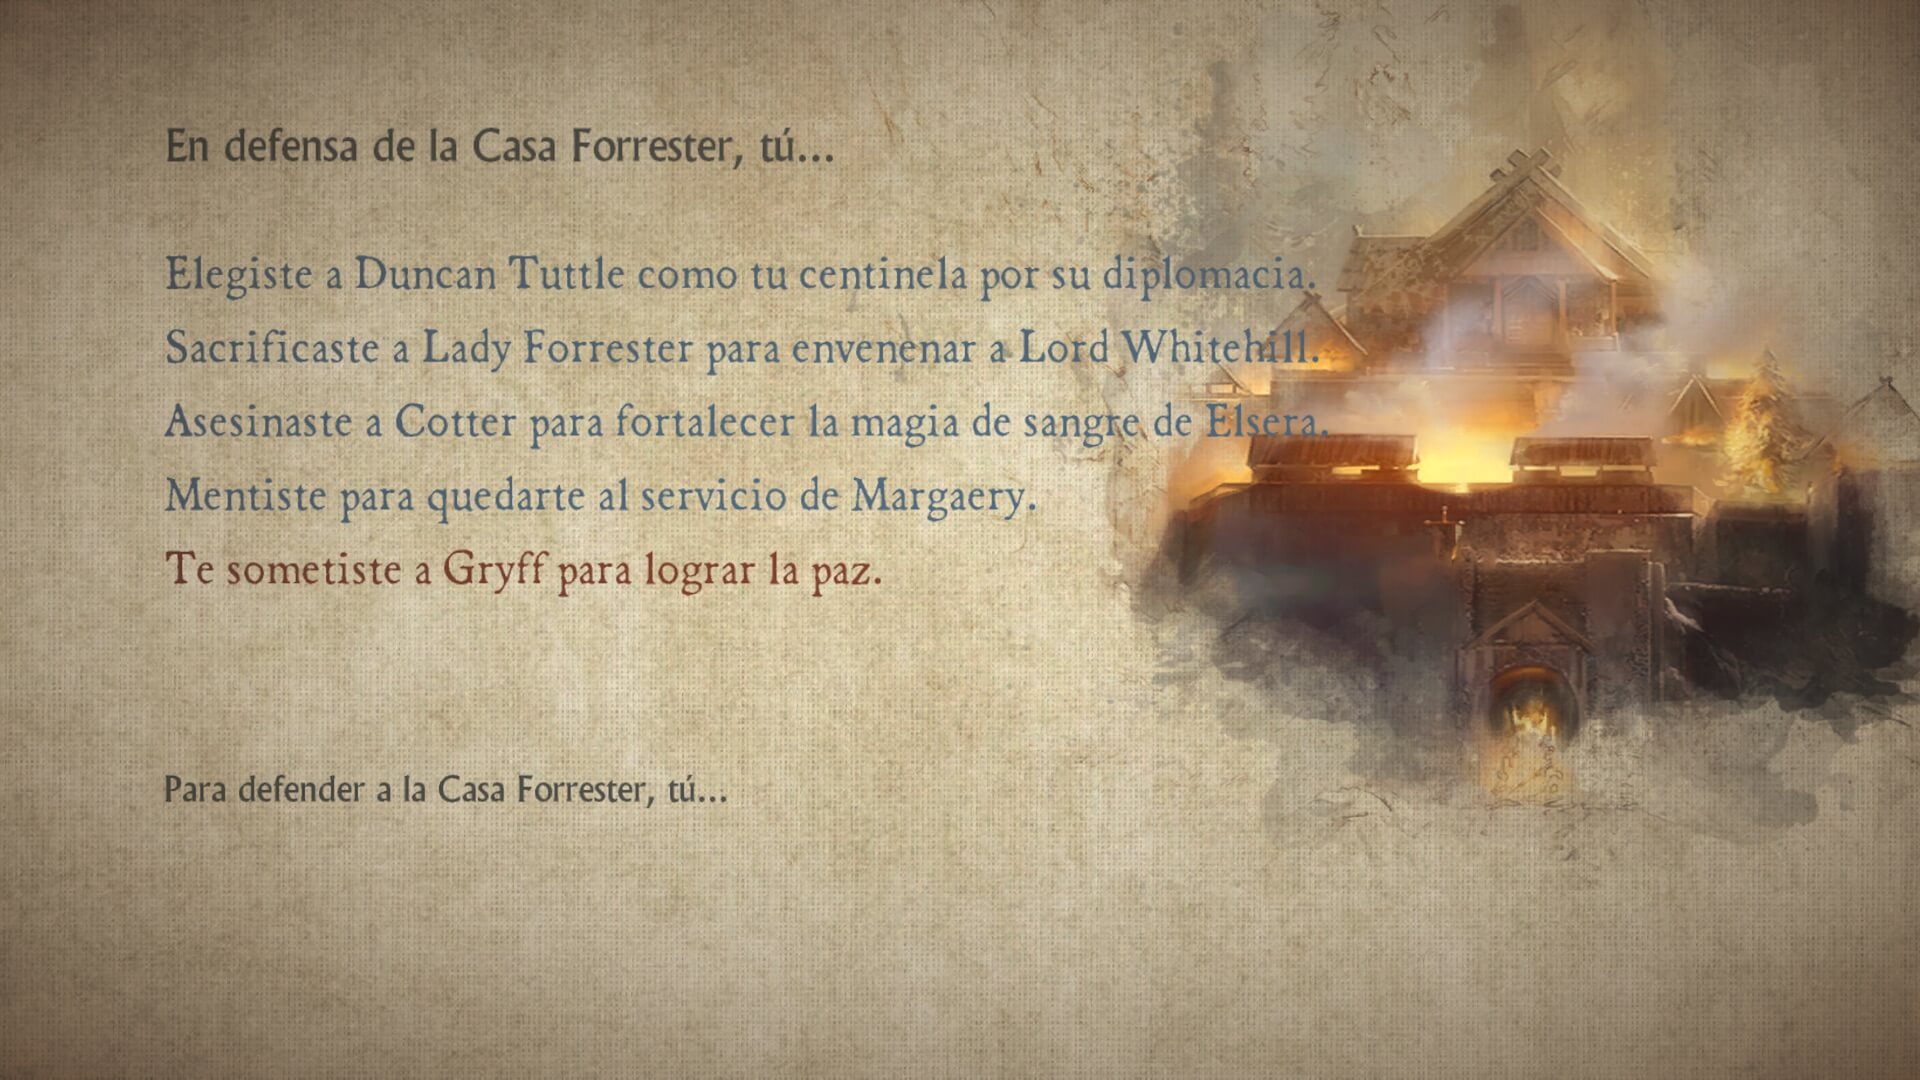 En defensa de la Casa Forrester, tú...
Elegiste a Duncan Tuttle como tu centinela por su diplomacia.
Sacrificaste a Lady Forrester para envenenar a Lord Whitehill.
Asesinaste a Cotter para fortalecer la magia de sangre de Elsera.
Mentiste para quedarte al servicio de Margaery.
Te sometiste a Gryff para lograr la paz.
Para defender a la Casa Forrester, tú...